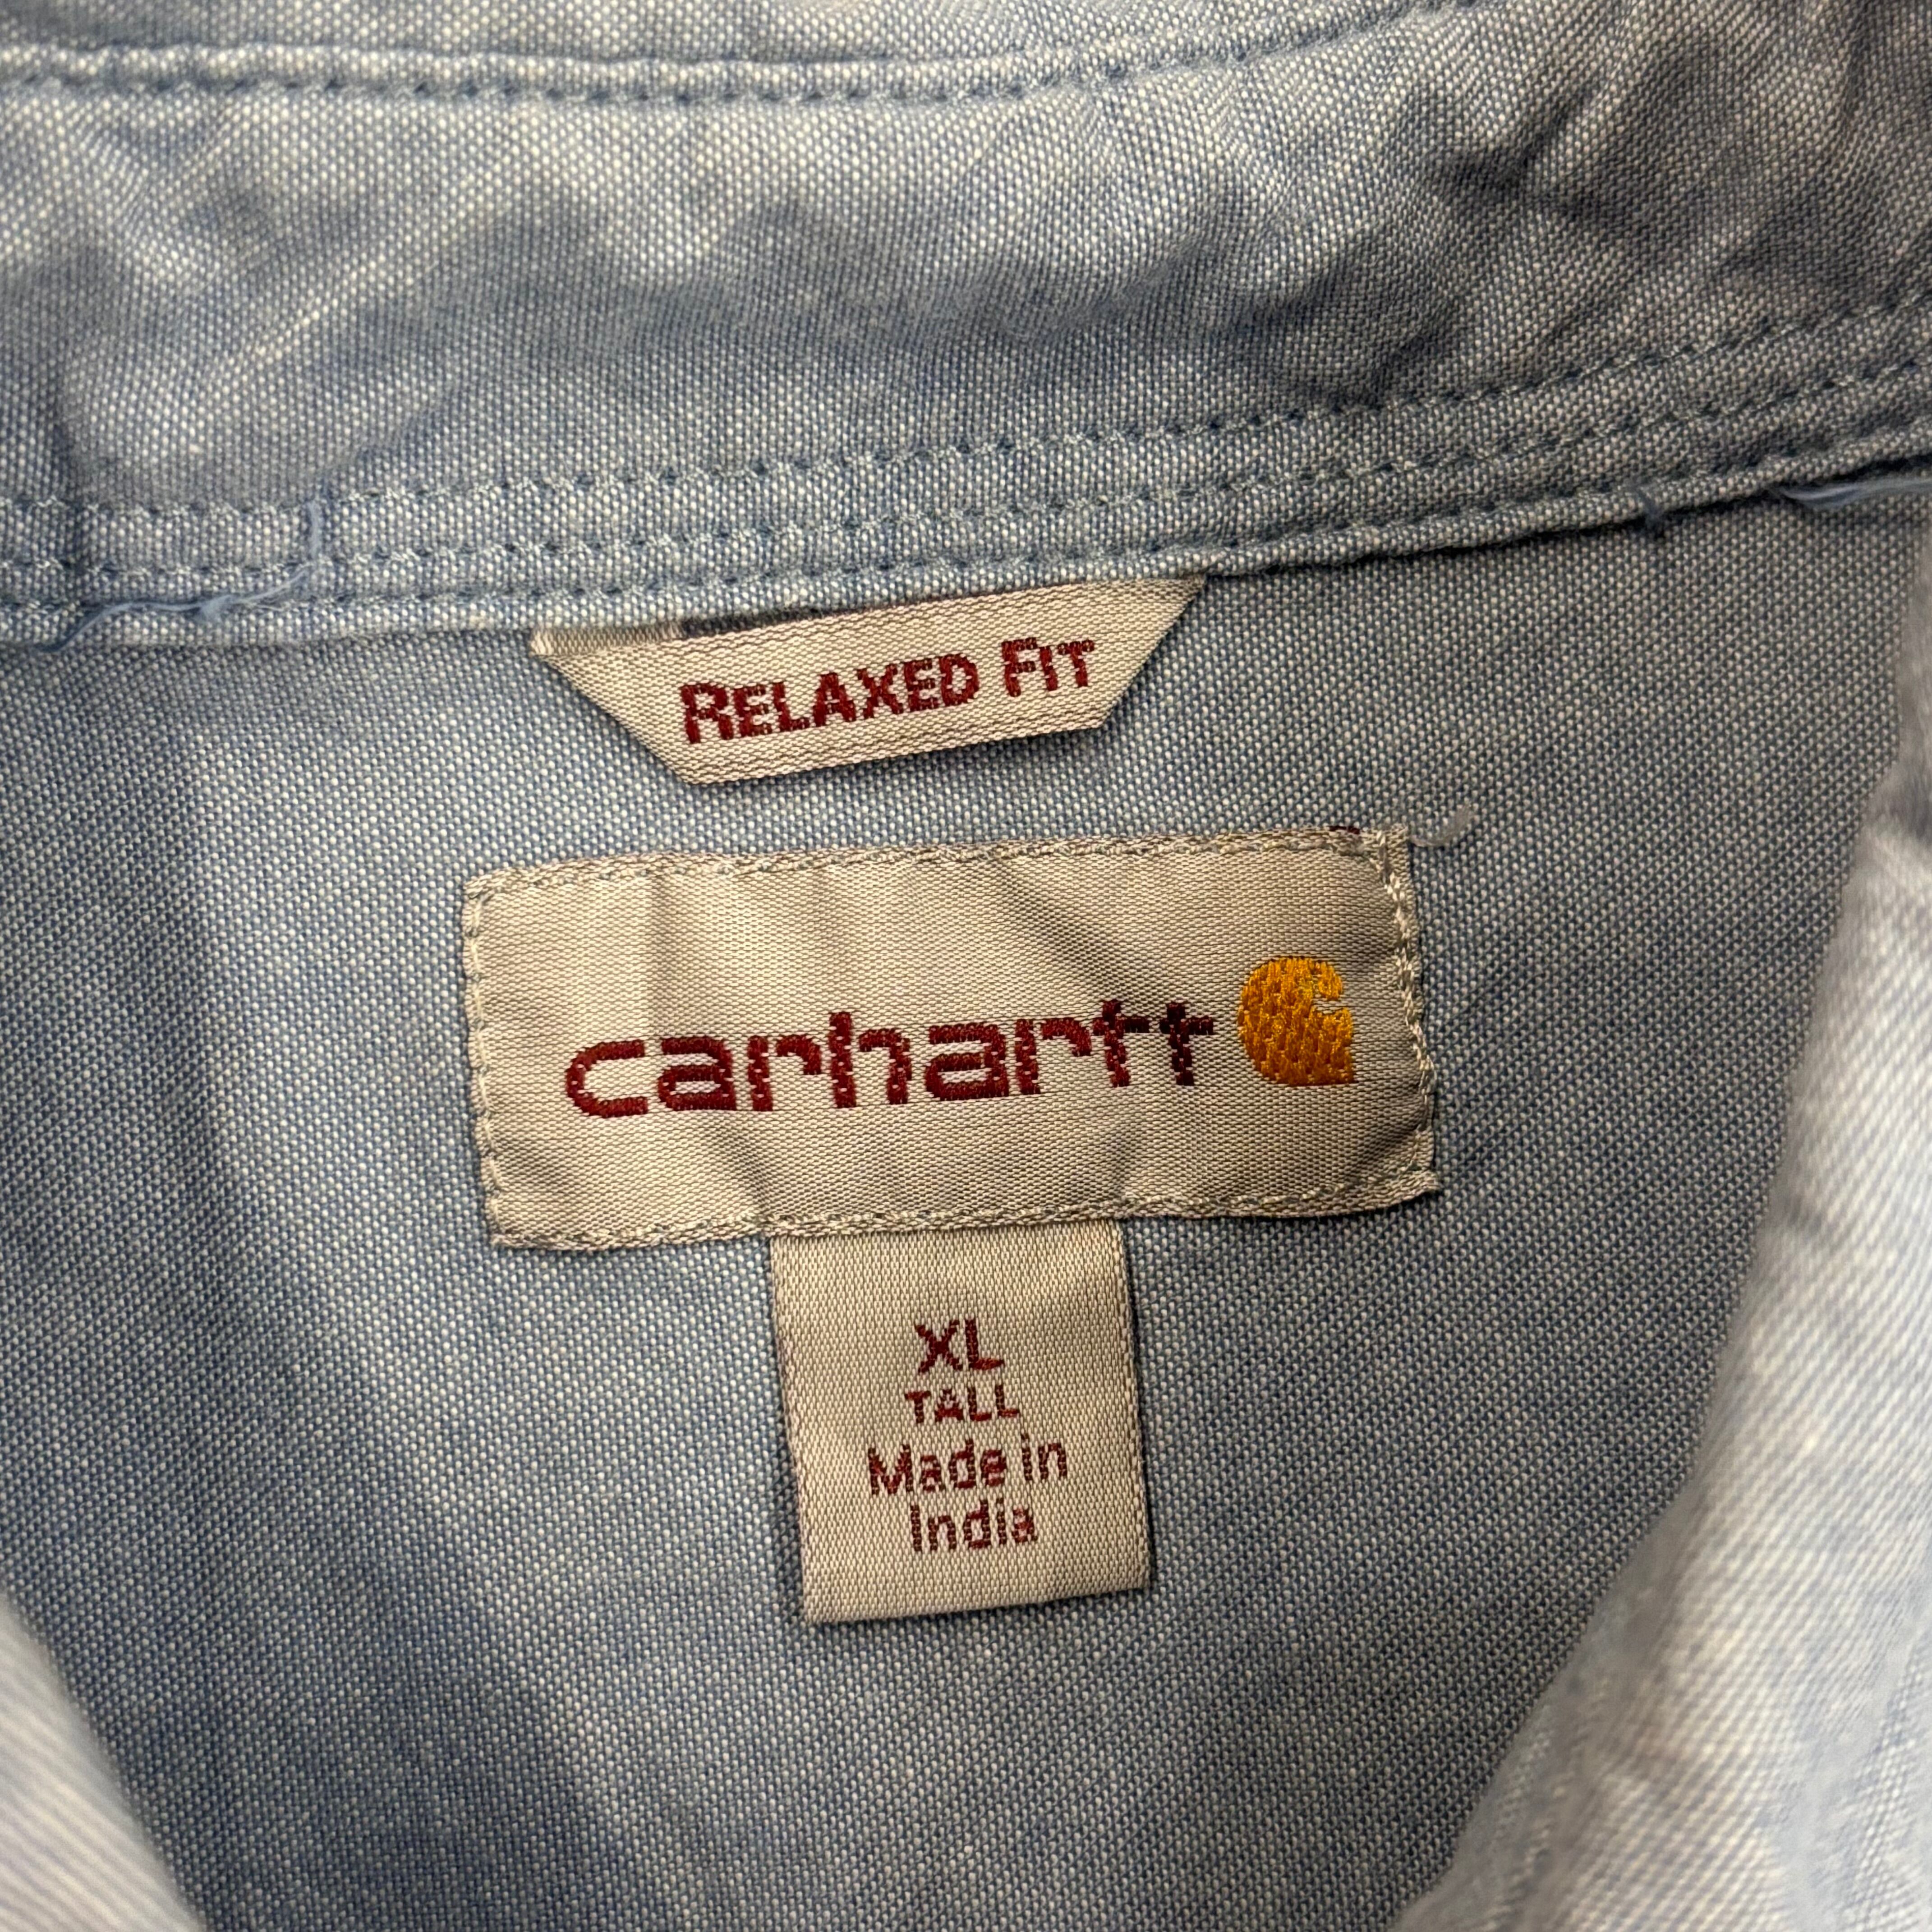 RELAXED FIT
carhartt
XL
TALL
Made in
India